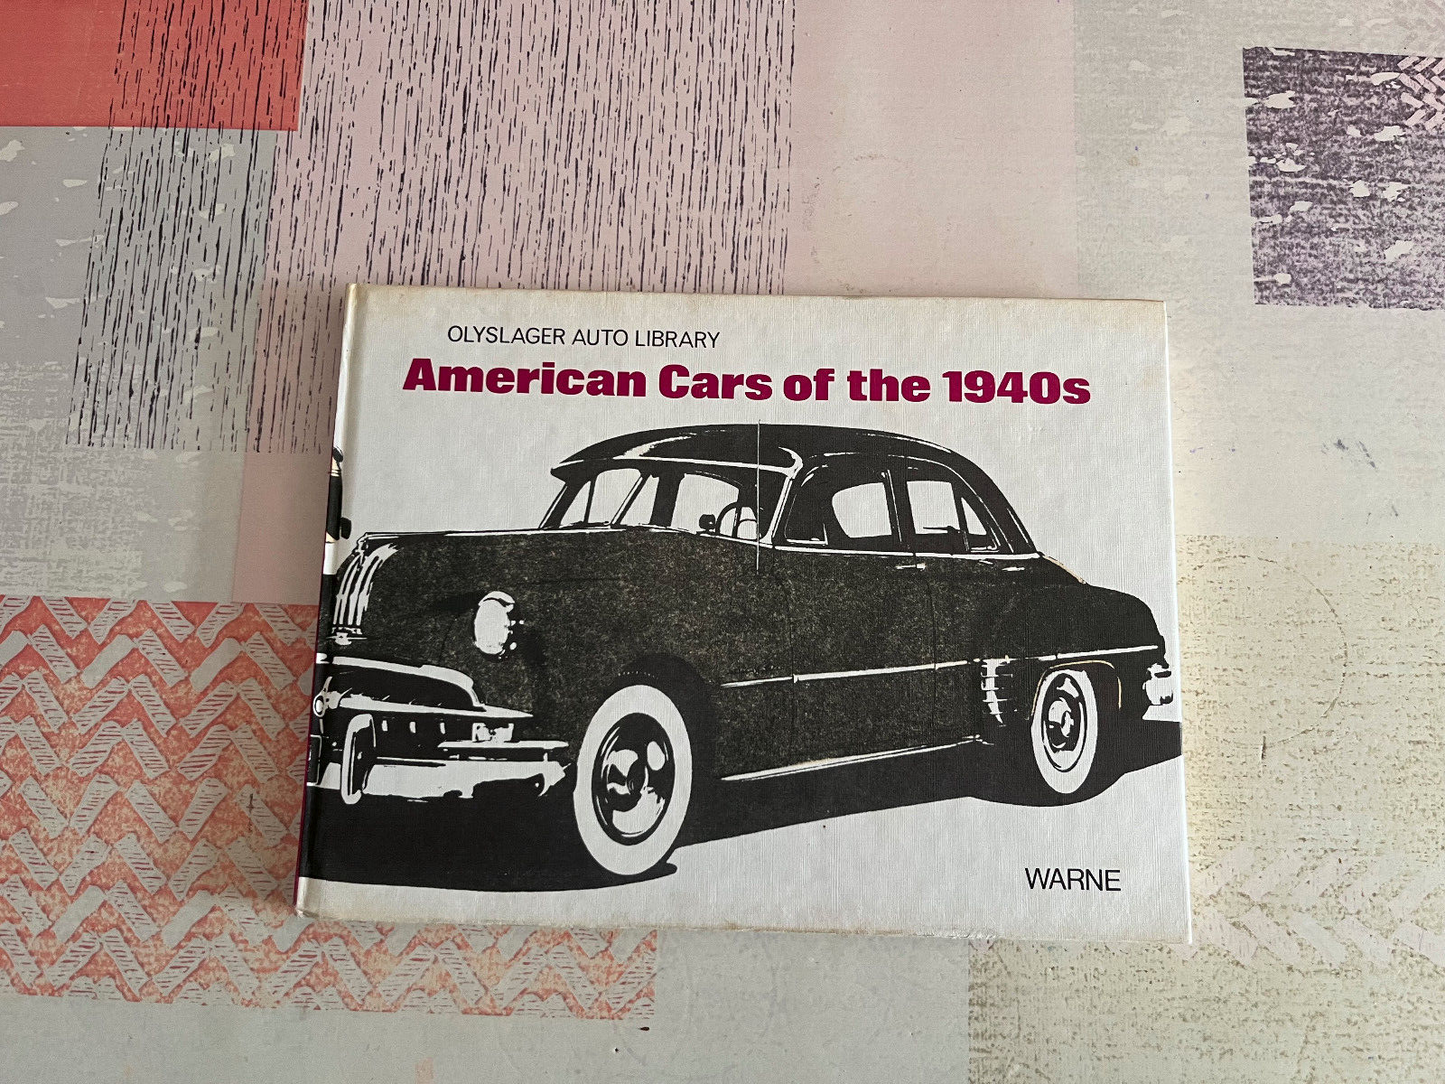 OLYSLAGER AUTO LIBRARY
American Cars of the 1940s
WARNE